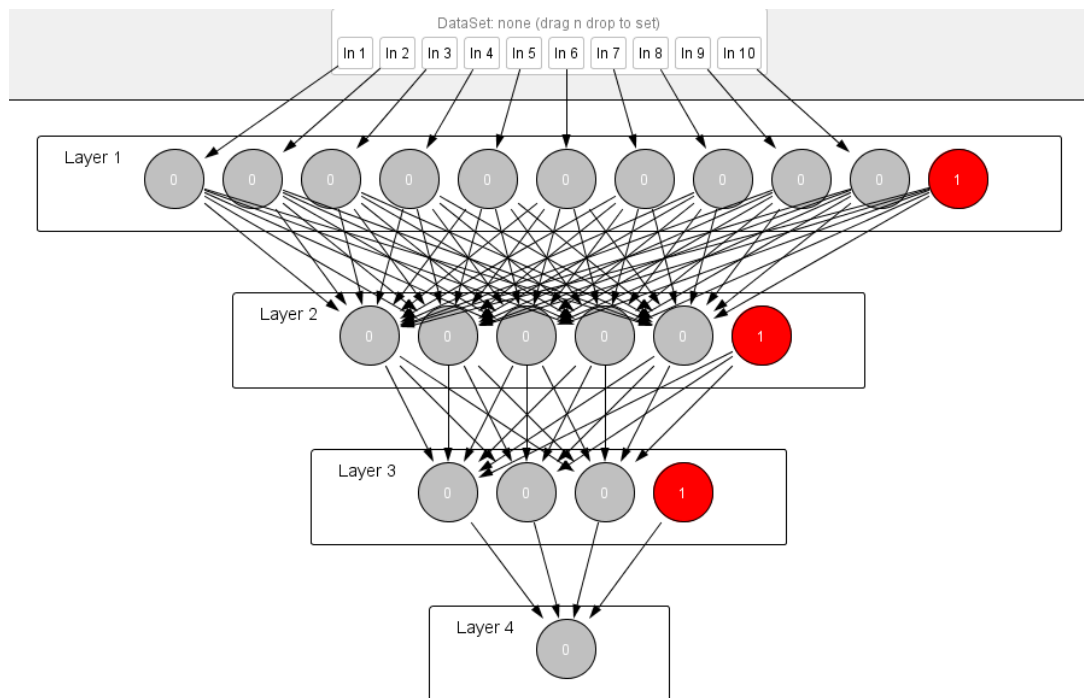 DataSet: none (drag n drop to set)
In 1 In 2 In 3 In 4 In 5 In 6 In 7 In 8 In 9 In 10
Layer 1
0 0 0 0 0 0 0 0 0 0 1
Layer 2
0 0 0 0 0 1
Layer 3
0 0 0 1
Layer 4
0